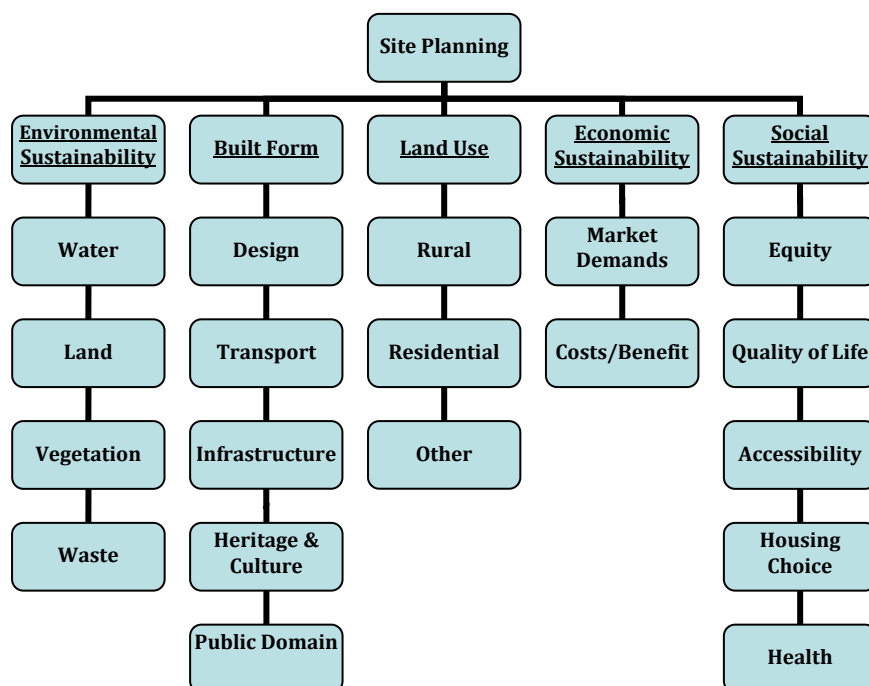 Site Planning
Environmental
Sustainability
Built Form
Land Use
Economic
Sustainability
Social
Sustainability
Water
Design
Rural
Market
Demands
Equity
Land
Transport
Residential
Costs/Benefit
Quality of Life
Vegetation
Infrastructure
Other
Accessibility
Waste
Heritage &
Culture
Housing
Choice
Public Domain
Health